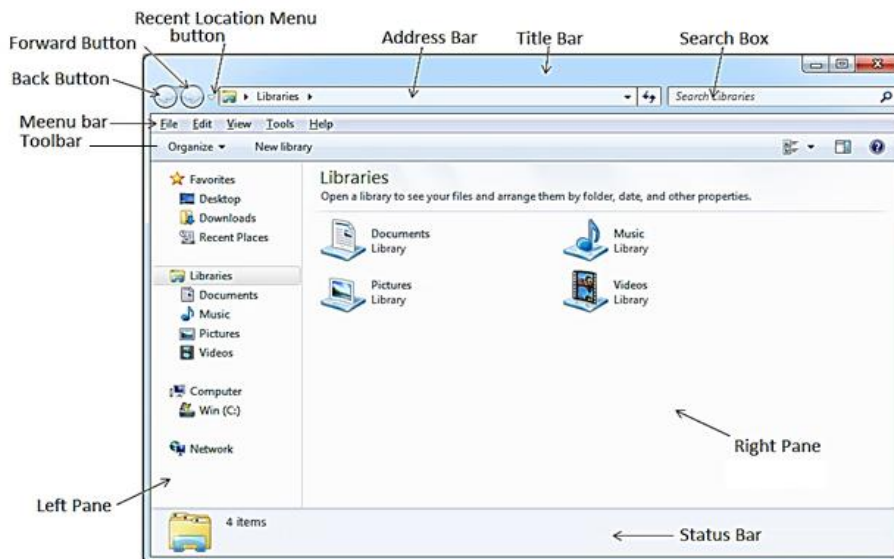 Recent Location Menu
button
Forward Button
Address Bar
Title Bar
Search Box
Back Button
Libraries
Search Libraries
Meenu bar
File Edit View Tools Help
Toolbar
Organize New library
Favorites
Desktop
Downloads
Recent Places
Libraries
Documents
Music
Pictures
Videos
Computer
Win (C:)
Network
Libraries
Open a library to see your files and arrange them by folder, date, and other properties.
Documents
Library
Music
Library
Pictures
Library
Videos
Library
Right Pane
Left Pane
4 items
Status Bar